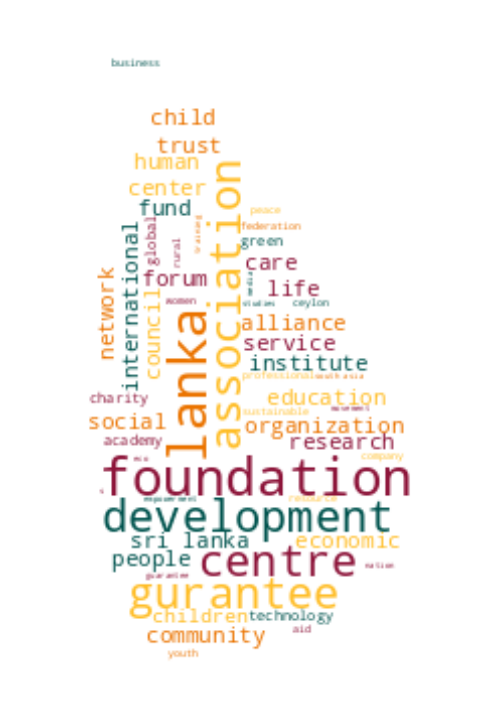 business
child
trust
human
center
association
fund
peace
international
global
rural
training
federation
green
forum
care
network
council
women
media
life
studies
ceylon
lanka
alliance
service
institute
professional
south asia
charity
education
sustainable
movement
social
organization
academy
research
eco
company
foundation
s
empowerment
resource
development
sri lanka
economic
people
centre
nation
guarantee
gurantee
children
technology
community
aid
youth